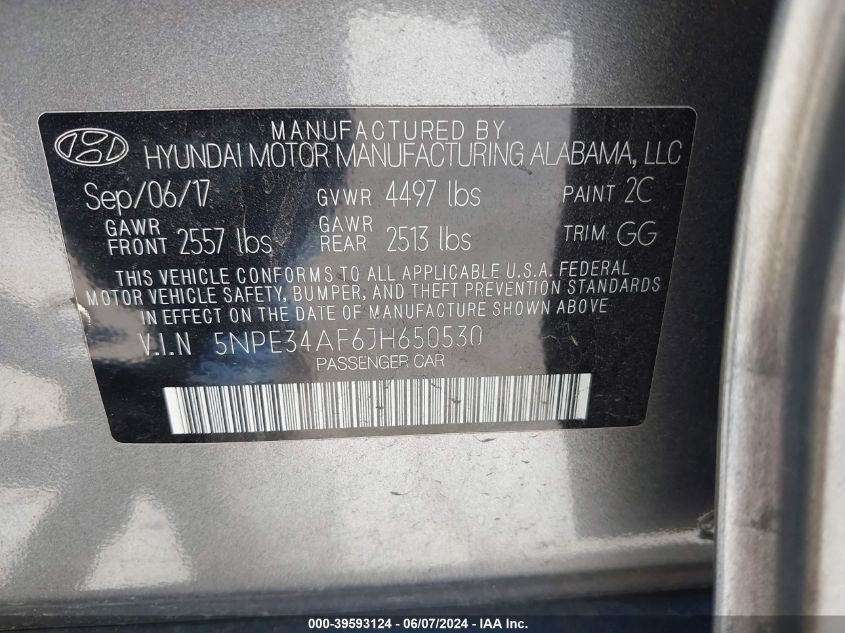 MANUFACTURED BY
HYUNDAI MOTOR MANUFACTURING ALABAMA, LLC
Sep/06/17 GVWR 4497 lbs PAINT 2C
GAWR FRONT 2557 lbs GAWR REAR 2513 lbs TRIM GG
THIS VEHICLE CONFORMS TO ALL APPLICABLE U.S.A. FEDERAL
MOTOR VEHICLE SAFETY, BUMPER, AND THEFT PREVENTION STANDARDS
IN EFFECT ON THE DATE OF MANUFACTURE SHOWN ABOVE
V.I.N 5NPE34AF6JH650530
PASSENGER CAR
000-39593124 - 06/07/2024 - IAA Inc.